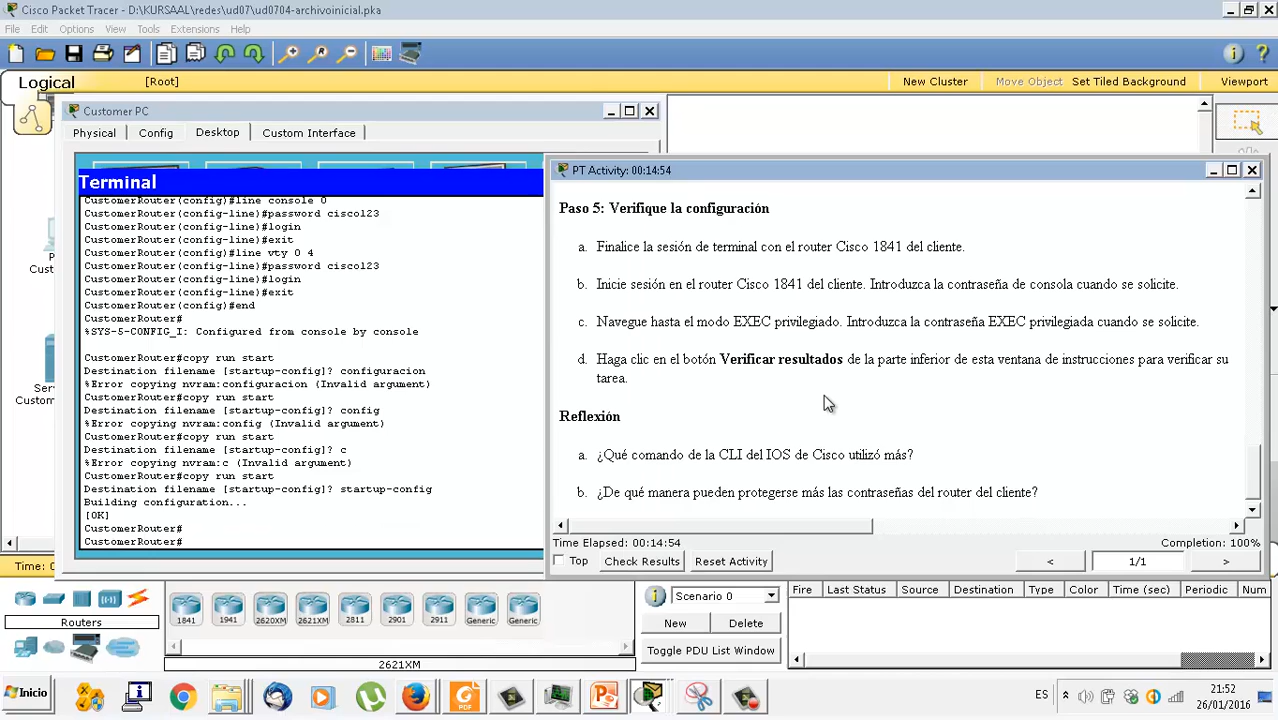 Cisco Packet Tracer - D:\KURSAAL\redes\ud07\ud0704-archivoinicial.pka
File Edit Options View Tools Extensions Help
Logical [Root] New Cluster Move Object Set Tiled Background Viewport
Customer PC
Physical Config Desktop Custom Interface
Terminal
CustomerRouter(config)#line console 0
CustomerRouter(config-line)#password cisco123
CustomerRouter(config-line)#login
CustomerRouter(config-line)#exit
CustomerRouter(config)#line vty 0 4
CustomerRouter(config-line)#password cisco123
CustomerRouter(config-line)#login
CustomerRouter(config-line)#exit
CustomerRouter(config)#end
CustomerRouter#
%SYS-5-CONFIG_I: Configured from console by console
CustomerRouter#copy run start
Destination filename [startup-config]? configuracion
%Error copying nvram:configuracion (Invalid argument)
CustomerRouter#copy run start
Destination filename [startup-config]? config
%Error copying nvram:config (Invalid argument)
CustomerRouter#copy run start
Destination filename [startup-config]? c
%Error copying nvram:c (Invalid argument)
CustomerRouter#copy run start
Destination filename [startup-config]? startup-config
Building configuration...
[OK]
CustomerRouter#
CustomerRouter#
PT Activity: 00:14:54
Paso 5: Verifique la configuración
a. Finalice la sesión de terminal con el router Cisco 1841 del cliente.
b. Inicie sesión en el router Cisco 1841 del cliente. Introduzca la contraseña de consola cuando se solicite.
c. Navegue hasta el modo EXEC privilegiado. Introduzca la contraseña EXEC privilegiada cuando se solicite.
d. Haga clic en el botón Verificar resultados de la parte inferior de esta ventana de instrucciones para verificar su
tarea.
Reflexión
a. ¿Qué comando de la CLI del IOS de Cisco utilizó más?
b. ¿De qué manera pueden protegerse más las contraseñas del router del cliente?
Time Elapsed: 00:14:54 Completion: 100%
Top Check Results Reset Activity < 1/1 >
Time: 0
Routers
1841 1941 2620XM 2621XM 2811 2901 2911 Generic Generic
2621XM
Scenario 0
New Delete
Toggle PDU List Window
Fire Last Status Source Destination Type Color Time (sec) Periodic Num
Inicio
PDF
ES
21:52
26/01/2016